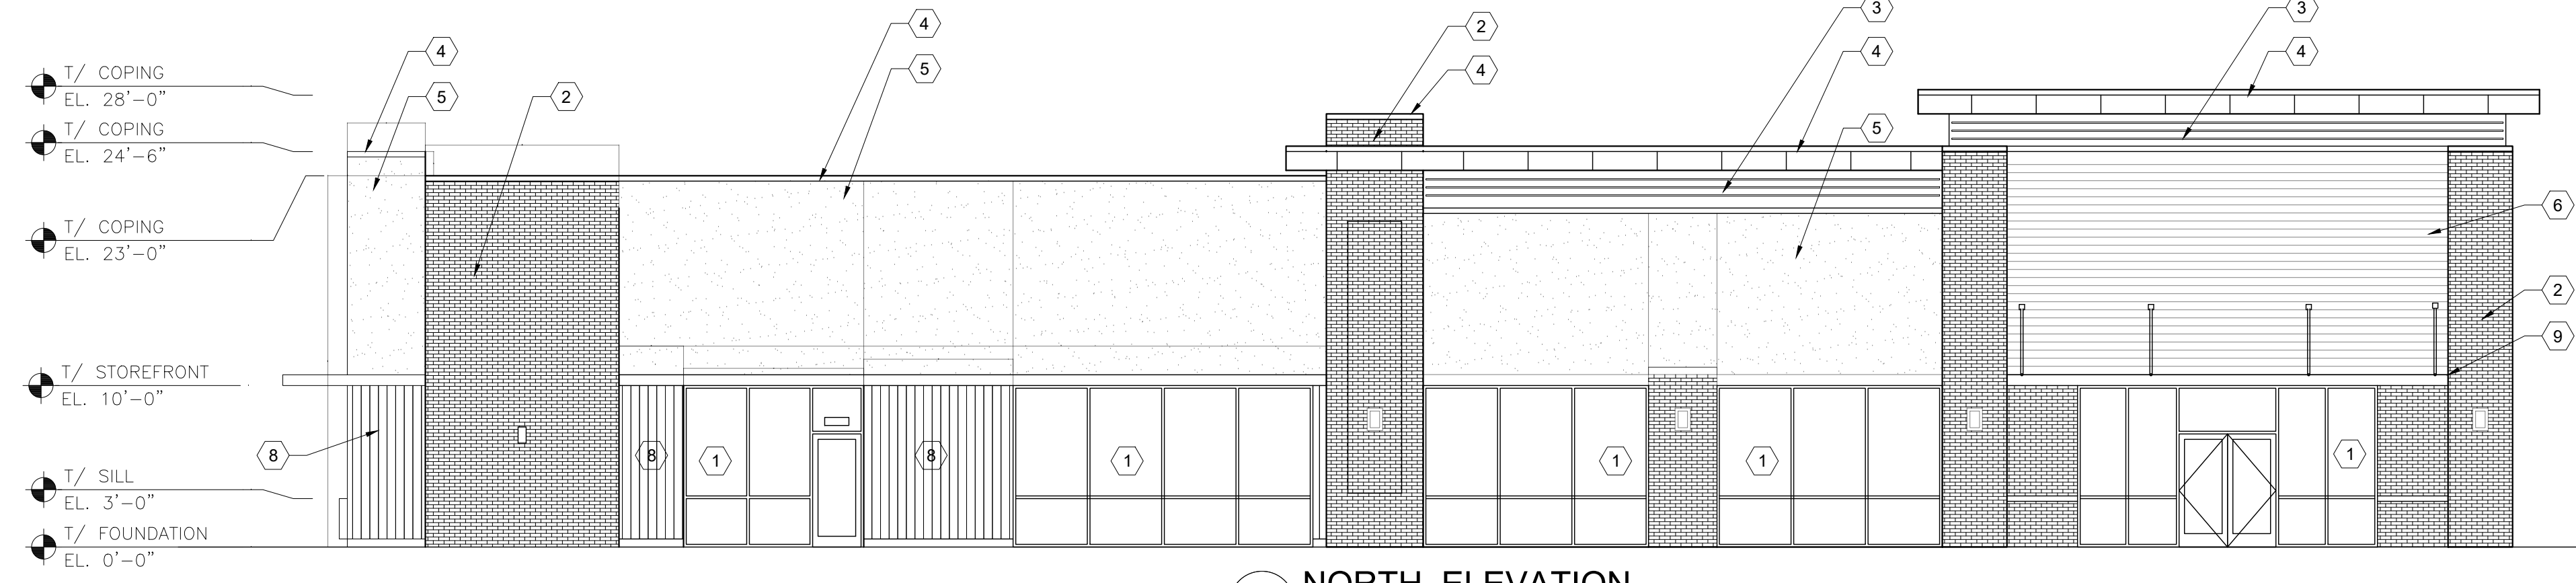 3
3
4
2
4
4
4
5
4
5
2
5
6
2
9
8
8
1
8
1
1
1
1
T/ COPING
EL. 28'-0"
T/ COPING
EL. 24'-6"
T/ COPING
EL. 23'-0"
T/ STOREFRONT
EL. 10'-0"
T/ SILL
EL. 3'-0"
T/ FOUNDATION
EL. 0'-0"
NORTH ELEVATION